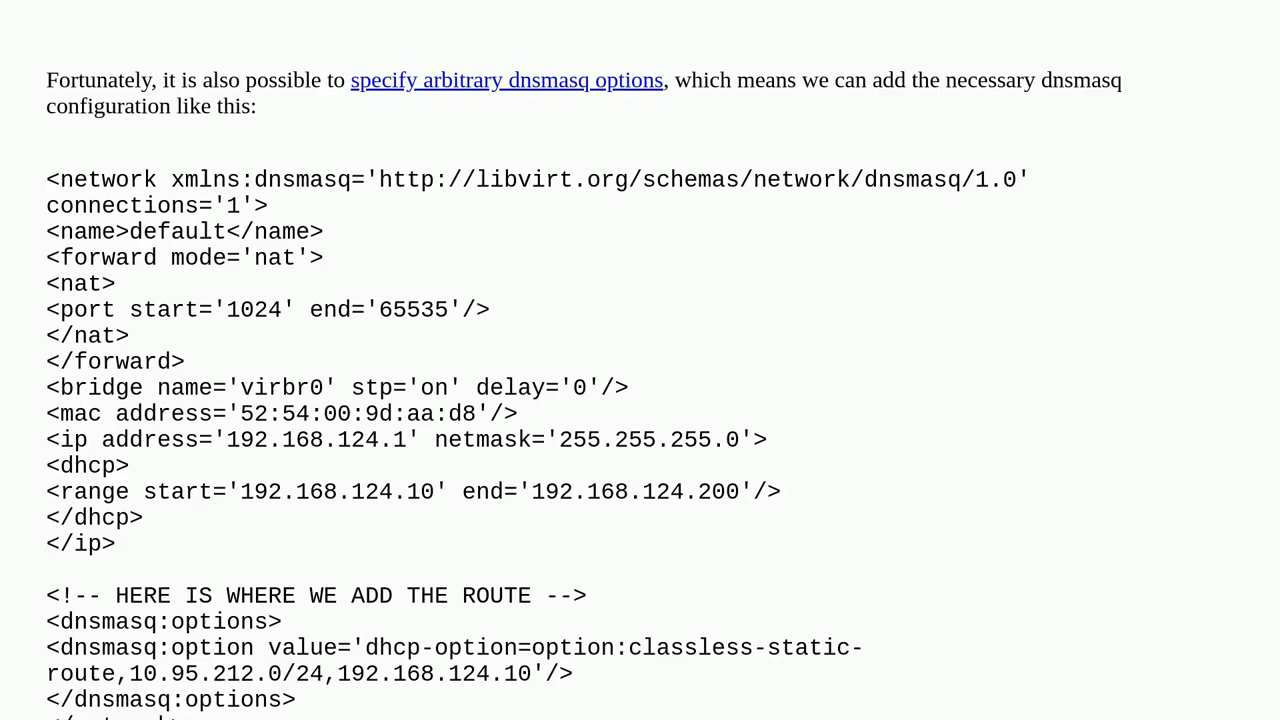 Fortunately, it is also possible to specify arbitrary dnsmasq options, which means we can add the necessary dnsmasq
configuration like this:
<network xmlns:dnsmasq='http://libvirt.org/schemas/network/dnsmasq/1.0'
connections='1'>
<name>default</name>
<forward mode='nat'>
<nat>
<port start='1024' end='65535'/>
</nat>
</forward>
<bridge name='virbr0' stp='on' delay='0'/>
<mac address='52:54:00:9d:aa:d8'/>
<ip address='192.168.124.1' netmask='255.255.255.0'>
<dhcp>
<range start='192.168.124.10' end='192.168.124.200'/>
</dhcp>
</ip>
<!-- HERE IS WHERE WE ADD THE ROUTE -->
<dnsmasq:options>
<dnsmasq:option value='dhcp-option=option:classless-static-
route,10.95.212.0/24,192.168.124.10'/>
</dnsmasq:options>